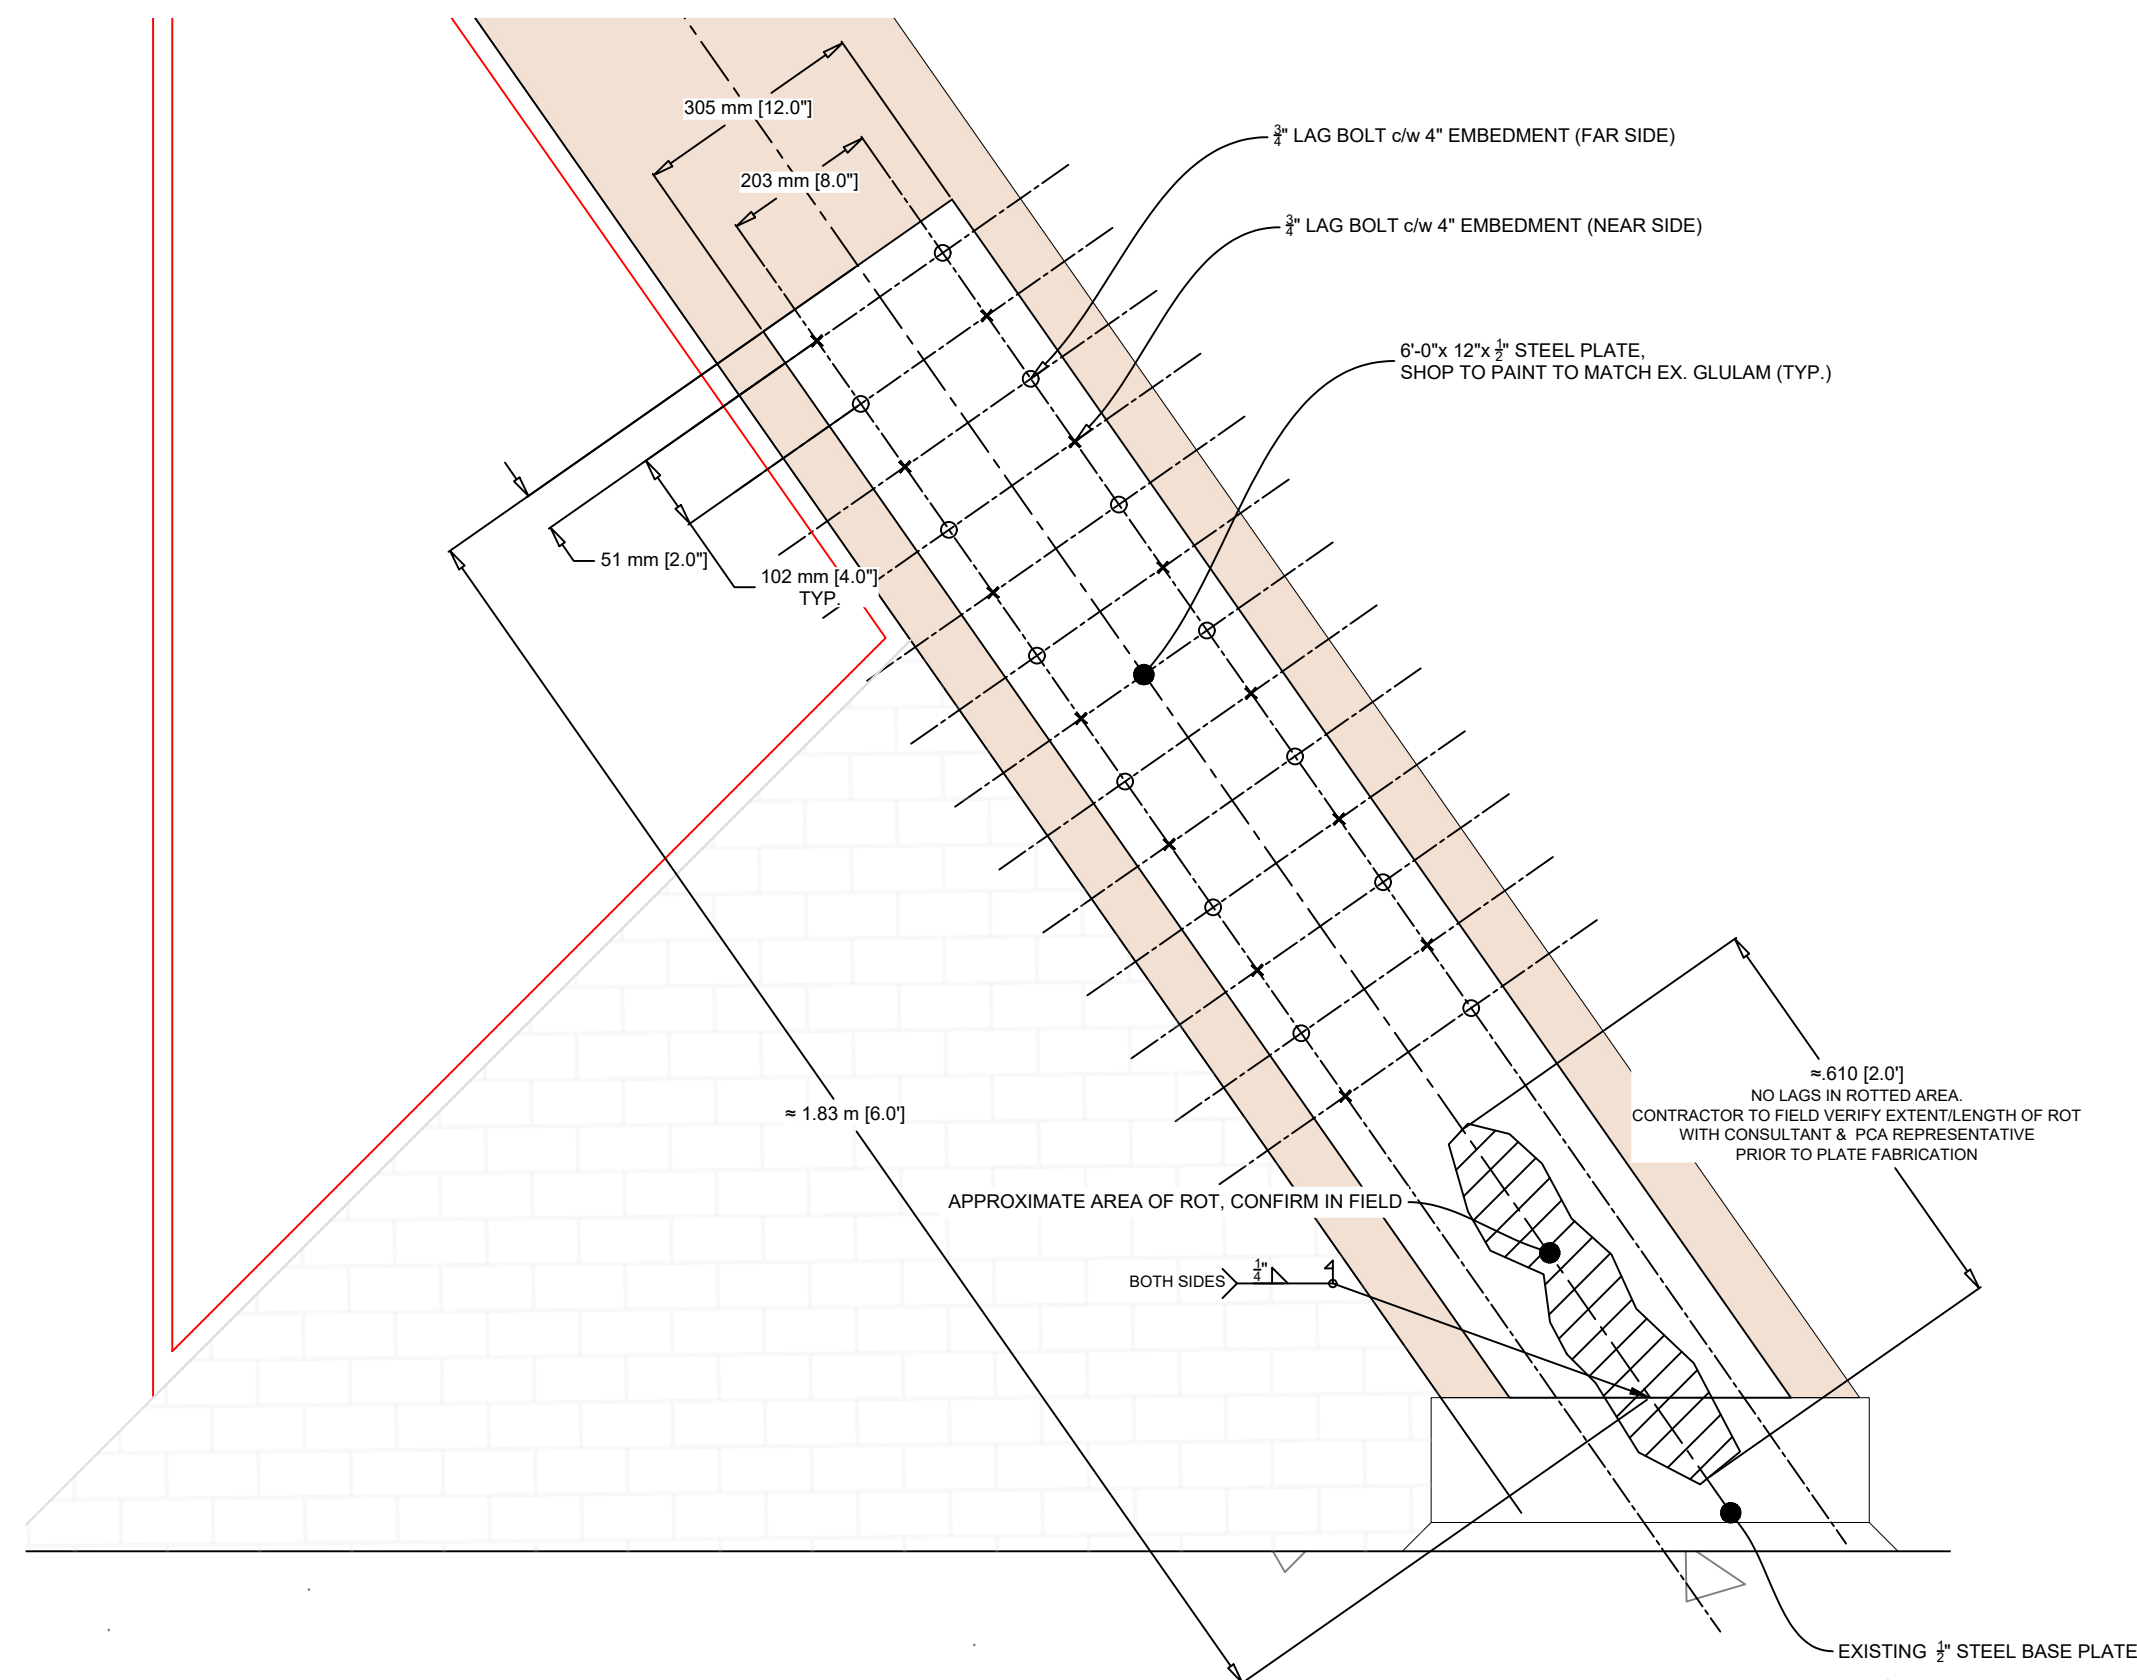 305 mm [12.0"]
203 mm [8.0"]
3/4" LAG BOLT c/w 4" EMBEDMENT (FAR SIDE)
3/4" LAG BOLT c/w 4" EMBEDMENT (NEAR SIDE)
6'-0"x 12"x 1/2" STEEL PLATE,
SHOP TO PAINT TO MATCH EX. GLULAM (TYP.)
51 mm [2.0"]
102 mm [4.0"]
TYP.
≈ 1.83 m [6.0']
≈.610 [2.0']
NO LAGS IN ROTTED AREA.
CONTRACTOR TO FIELD VERIFY EXTENT/LENGTH OF ROT
WITH CONSULTANT & PCA REPRESENTATIVE
PRIOR TO PLATE FABRICATION
APPROXIMATE AREA OF ROT, CONFIRM IN FIELD
BOTH SIDES 1/4"
EXISTING 1/2" STEEL BASE PLATE